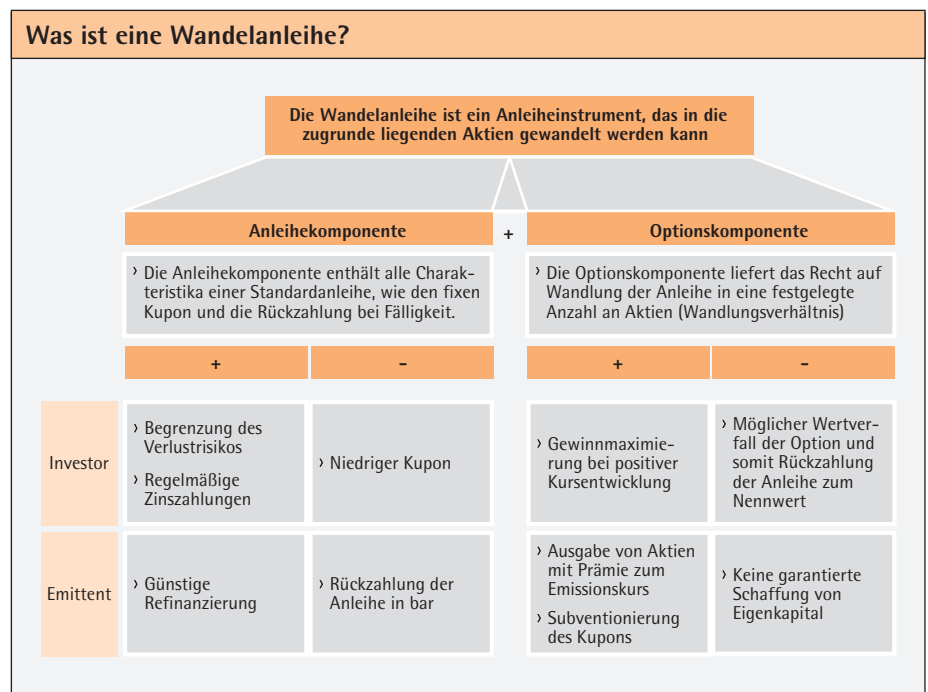 Was ist eine Wandelanleihe?
Die Wandelanleihe ist ein Anleiheinstrument, das in die
zugrunde liegenden Aktien gewandelt werden kann
Anleihekomponente
+
Optionskomponente
› Die Anleihekomponente enthält alle Charak-
teristika einer Standardanleihe, wie den fixen
Kupon und die Rückzahlung bei Fälligkeit.
› Die Optionskomponente liefert das Recht auf
Wandlung der Anleihe in eine festgelegte
Anzahl an Aktien (Wandlungsverhältnis)
+
-
+
-
Investor
› Begrenzung des
Verlustrisikos
› Regelmäßige
Zinszahlungen
› Niedriger Kupon
› Gewinnmaximie-
rung bei positiver
Kursentwicklung
› Möglicher Wertver-
fall der Option und
somit Rückzahlung
der Anleihe zum
Nennwert
Emittent
› Günstige
Refinanzierung
› Rückzahlung der
Anleihe in bar
› Ausgabe von Aktien
mit Prämie zum
Emissionskurs
› Subventionierung
des Kupons
› Keine garantierte
Schaffung von
Eigenkapital